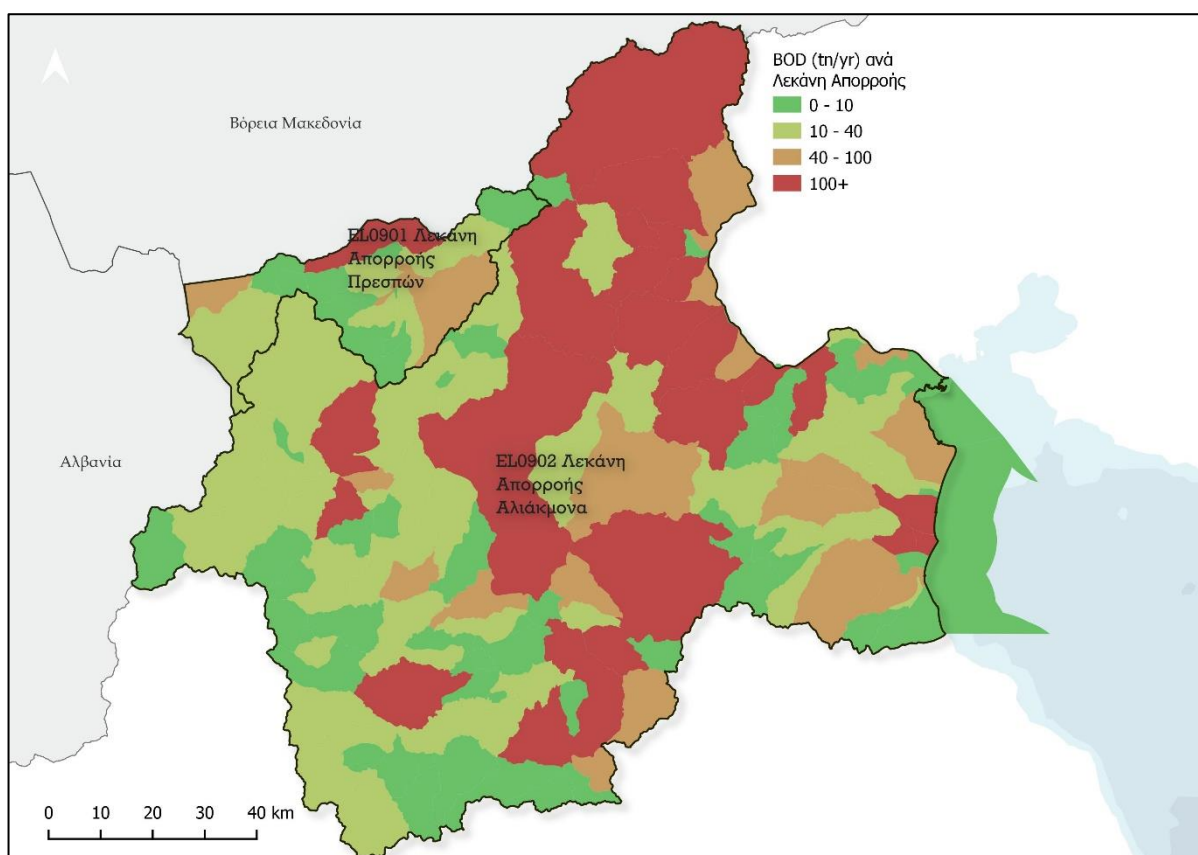 BOD (tn/yr) ανά
Λεκάνη Απορροής
0 - 10
10 - 40
40 - 100
100+
Βόρεια Μακεδονία
EL0901 Λεκάνη
Απορροής
Πρεσπών
Αλβανία
EL0902 Λεκάνη
Απορροής
Αλιάκμονα
0 10 20 30 40 km